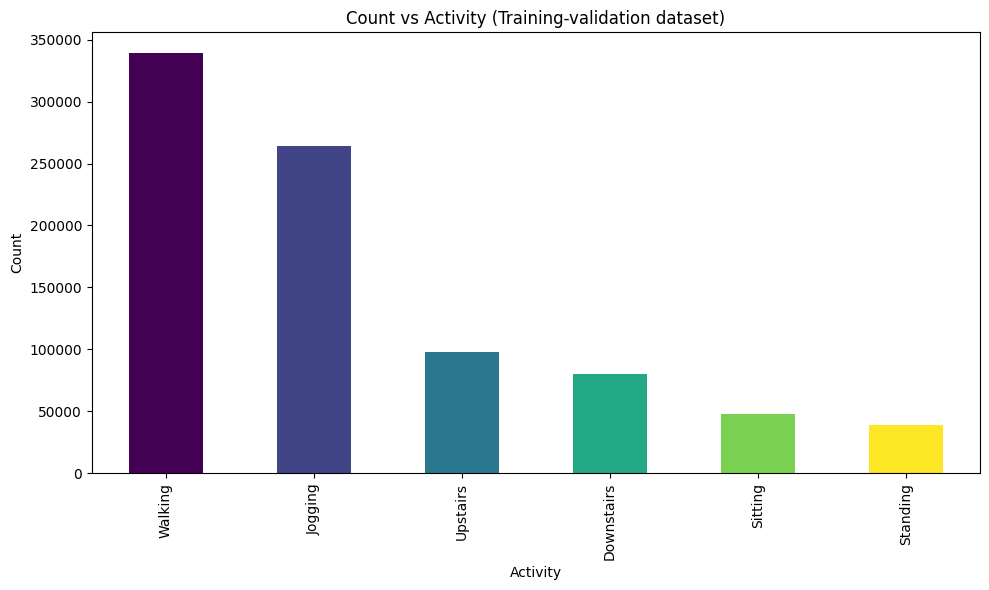 Count vs Activity (Training-validation dataset)
350000
300000
250000
200000
150000
100000
50000
0
Count
Walking
Jogging
Upstairs
Downstairs
Sitting
Standing
Activity